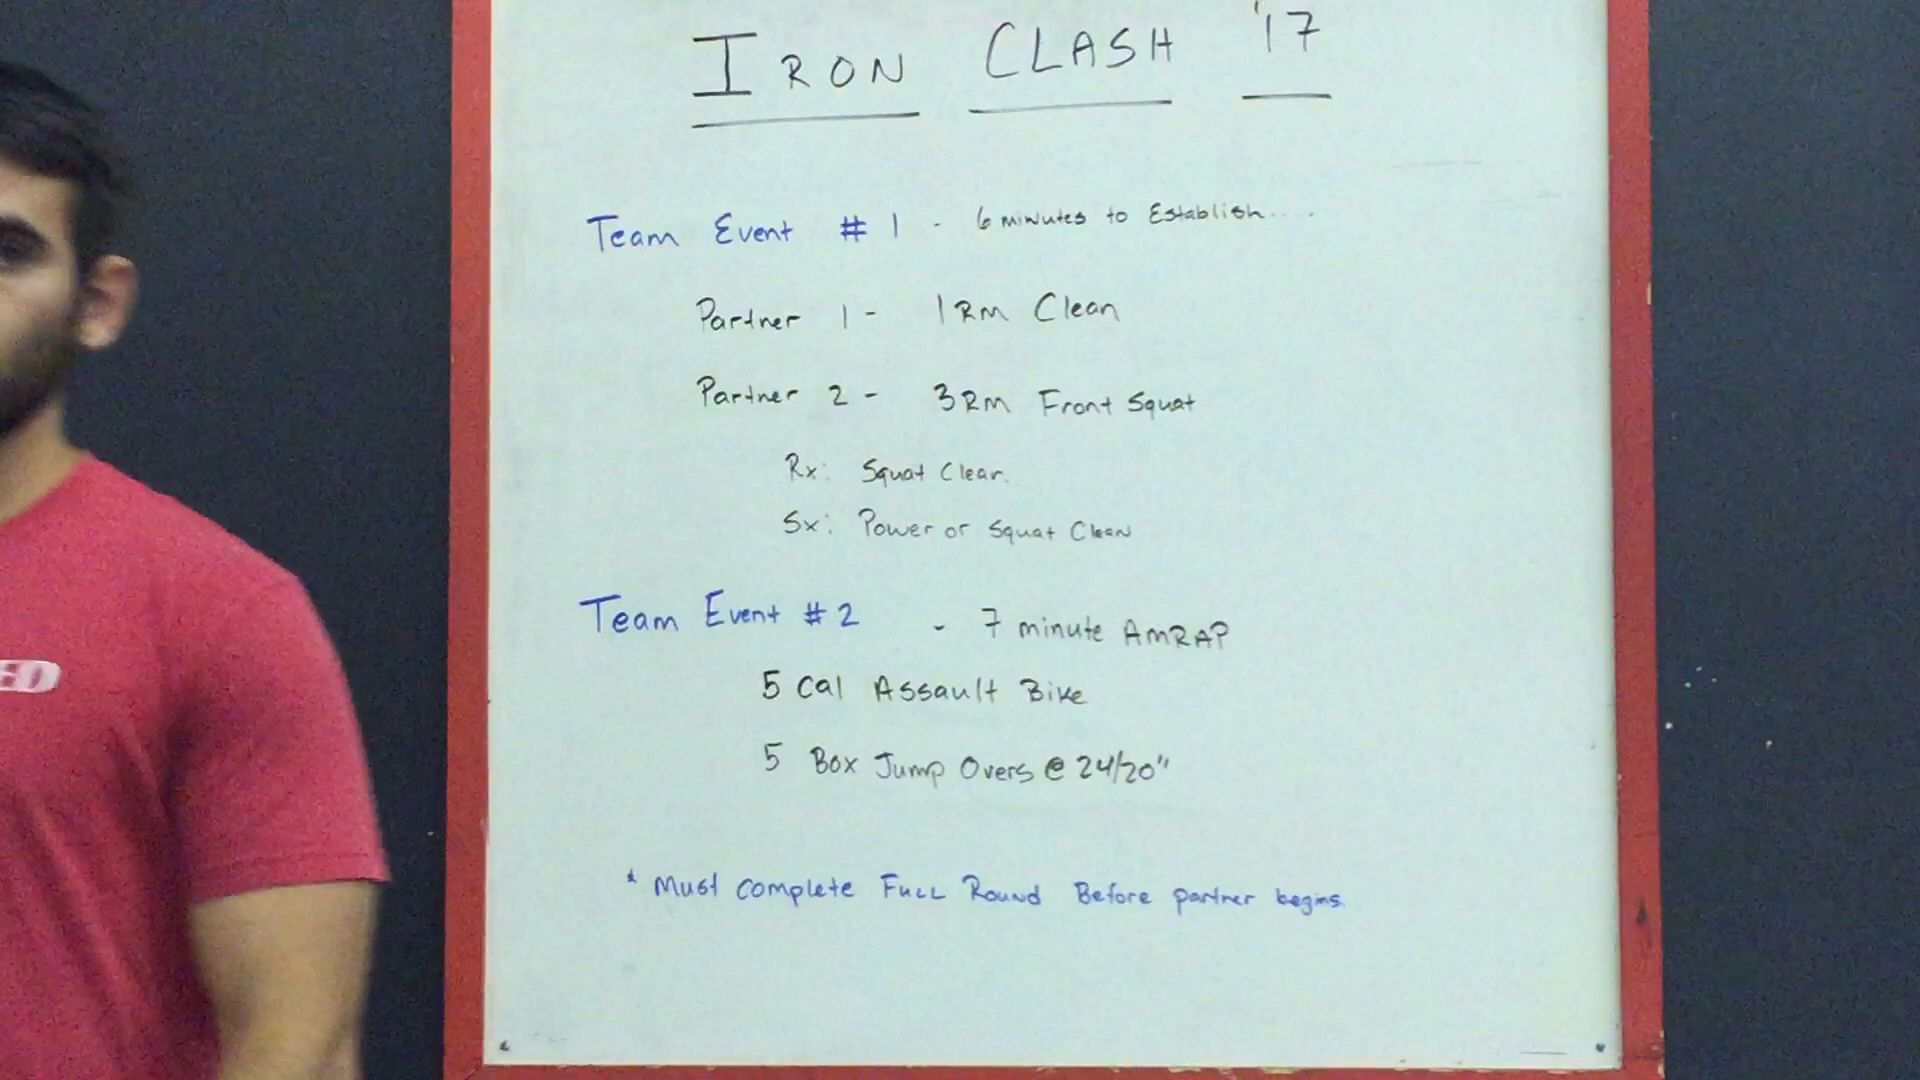 IRON CLASH '17
Team Event #1 - 6 minutes to Establish....
Partner 1 - 1RM Clean
Partner 2 - 3RM Front Squat
Rx: Squat Clean
Sx: Power or Squat Clean
Team Event #2 - 7 minute AMRAP
5 Cal Assault Bike
5 Box Jump Overs @ 24/20"
* Must complete Full Round Before partner begins.